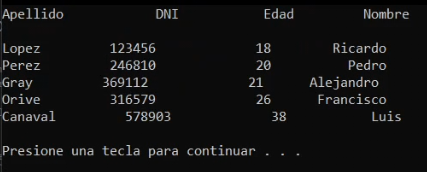 Apellido DNI Edad Nombre
Lopez 123456 18 Ricardo
Perez 246810 20 Pedro
Gray 369112 21 Alejandro
Orive 316579 26 Francisco
Canaval 578903 38 Luis
Presione una tecla para continuar . . .